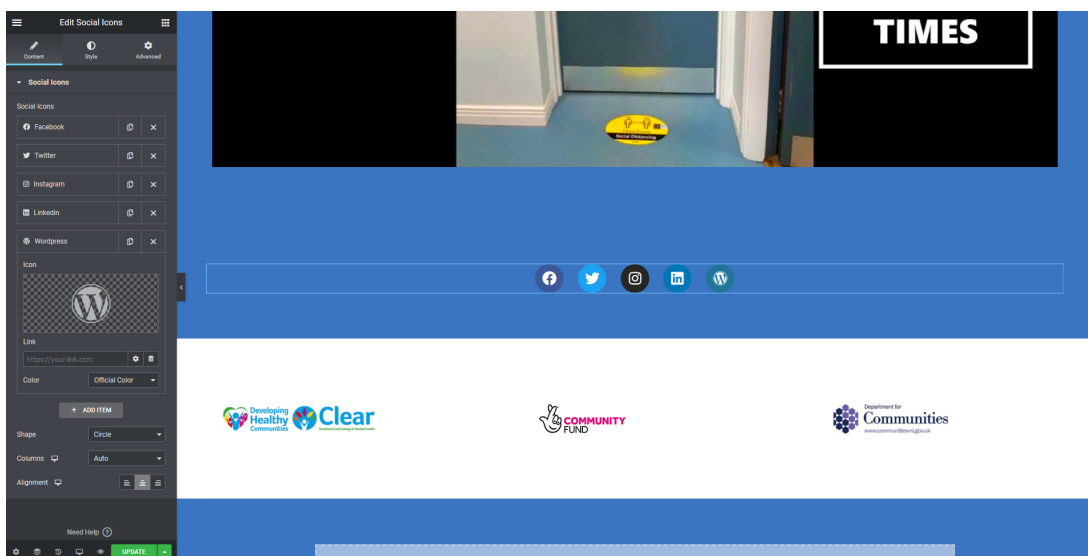 Edit Social Icons
Content
Style
Advanced
Social Icons
Social Icons
Facebook
Twitter
Instagram
Linkedin
Wordpress
Icon
Link
https://your-link.com
Color
Official Color
+ ADD ITEM
Shape
Circle
Columns
Auto
Alignment
Need Help ?
UPDATE
TIMES
Social Distancing
in
Developing
Healthy
Communities
Clear
COMMUNITY
FUND
Department for
Communities
www.communities-ni.gov.uk